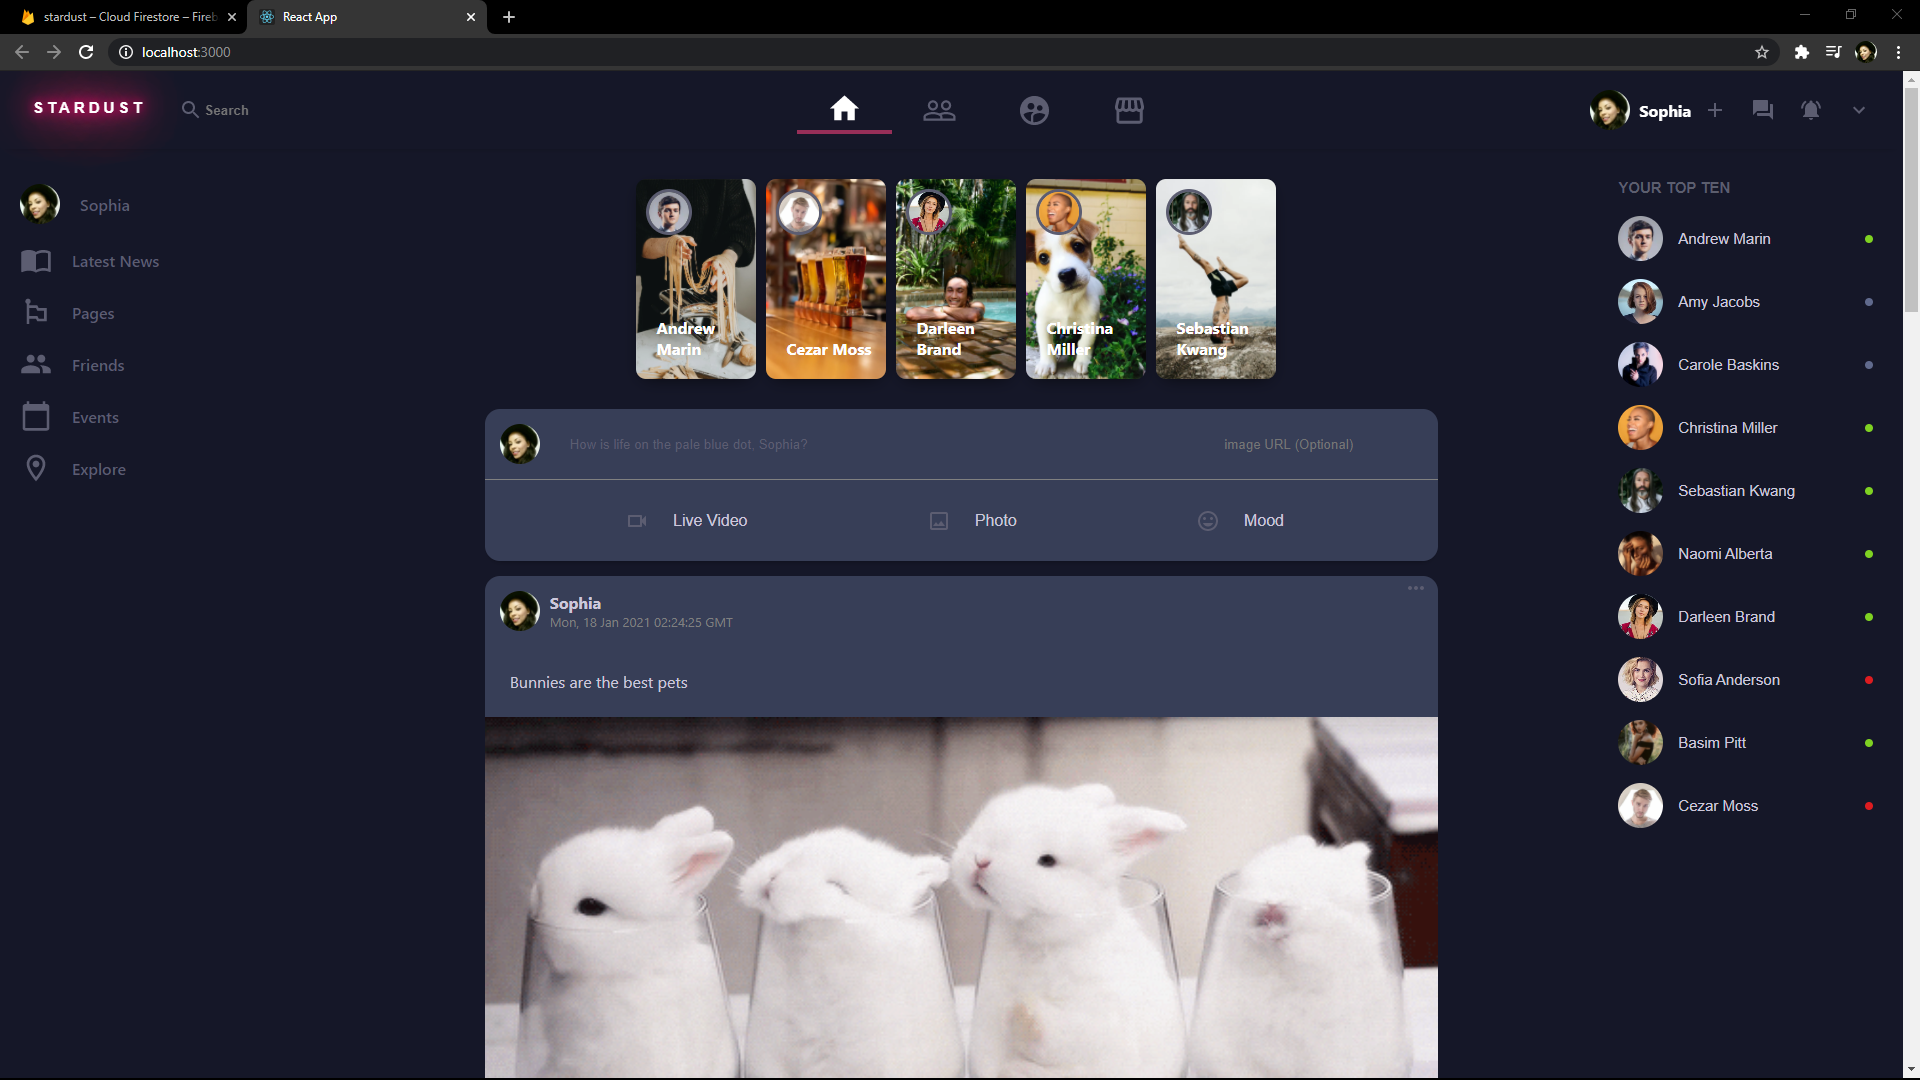 stardust – Cloud Firestore – Fireb
React App
localhost:3000
STARDUST
Search
Sophia
Sophia
Latest News
Pages
Friends
Events
Explore
Andrew
Marin
Cezar Moss
Darleen
Brand
Christina
Miller
Sebastian
Kwang
How is life on the pale blue dot, Sophia?
image URL (Optional)
Live Video
Photo
Mood
Sophia
Mon, 18 Jan 2021 02:24:25 GMT
Bunnies are the best pets
YOUR TOP TEN
Andrew Marin
Amy Jacobs
Carole Baskins
Christina Miller
Sebastian Kwang
Naomi Alberta
Darleen Brand
Sofia Anderson
Basim Pitt
Cezar Moss